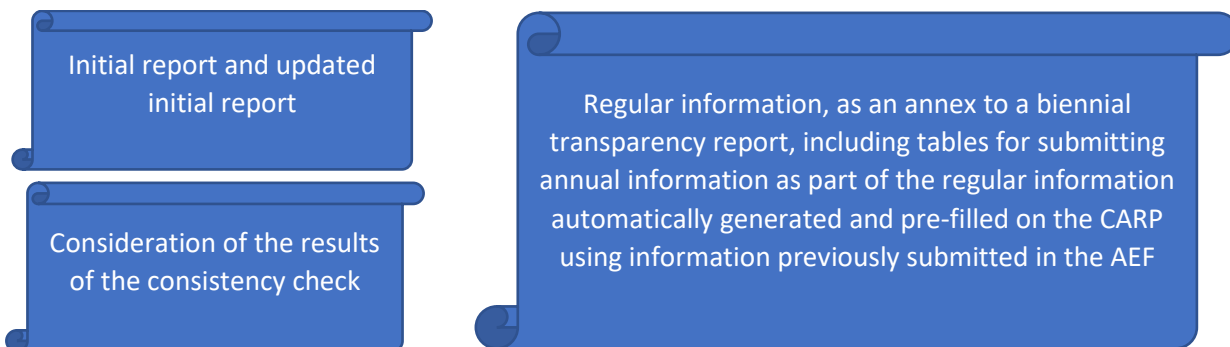 Initial report and updated
initial report
Consideration of the results
of the consistency check
Regular information, as an annex to a biennial
transparency report, including tables for submitting
annual information as part of the regular information
automatically generated and pre-filled on the CARP
using information previously submitted in the AEF